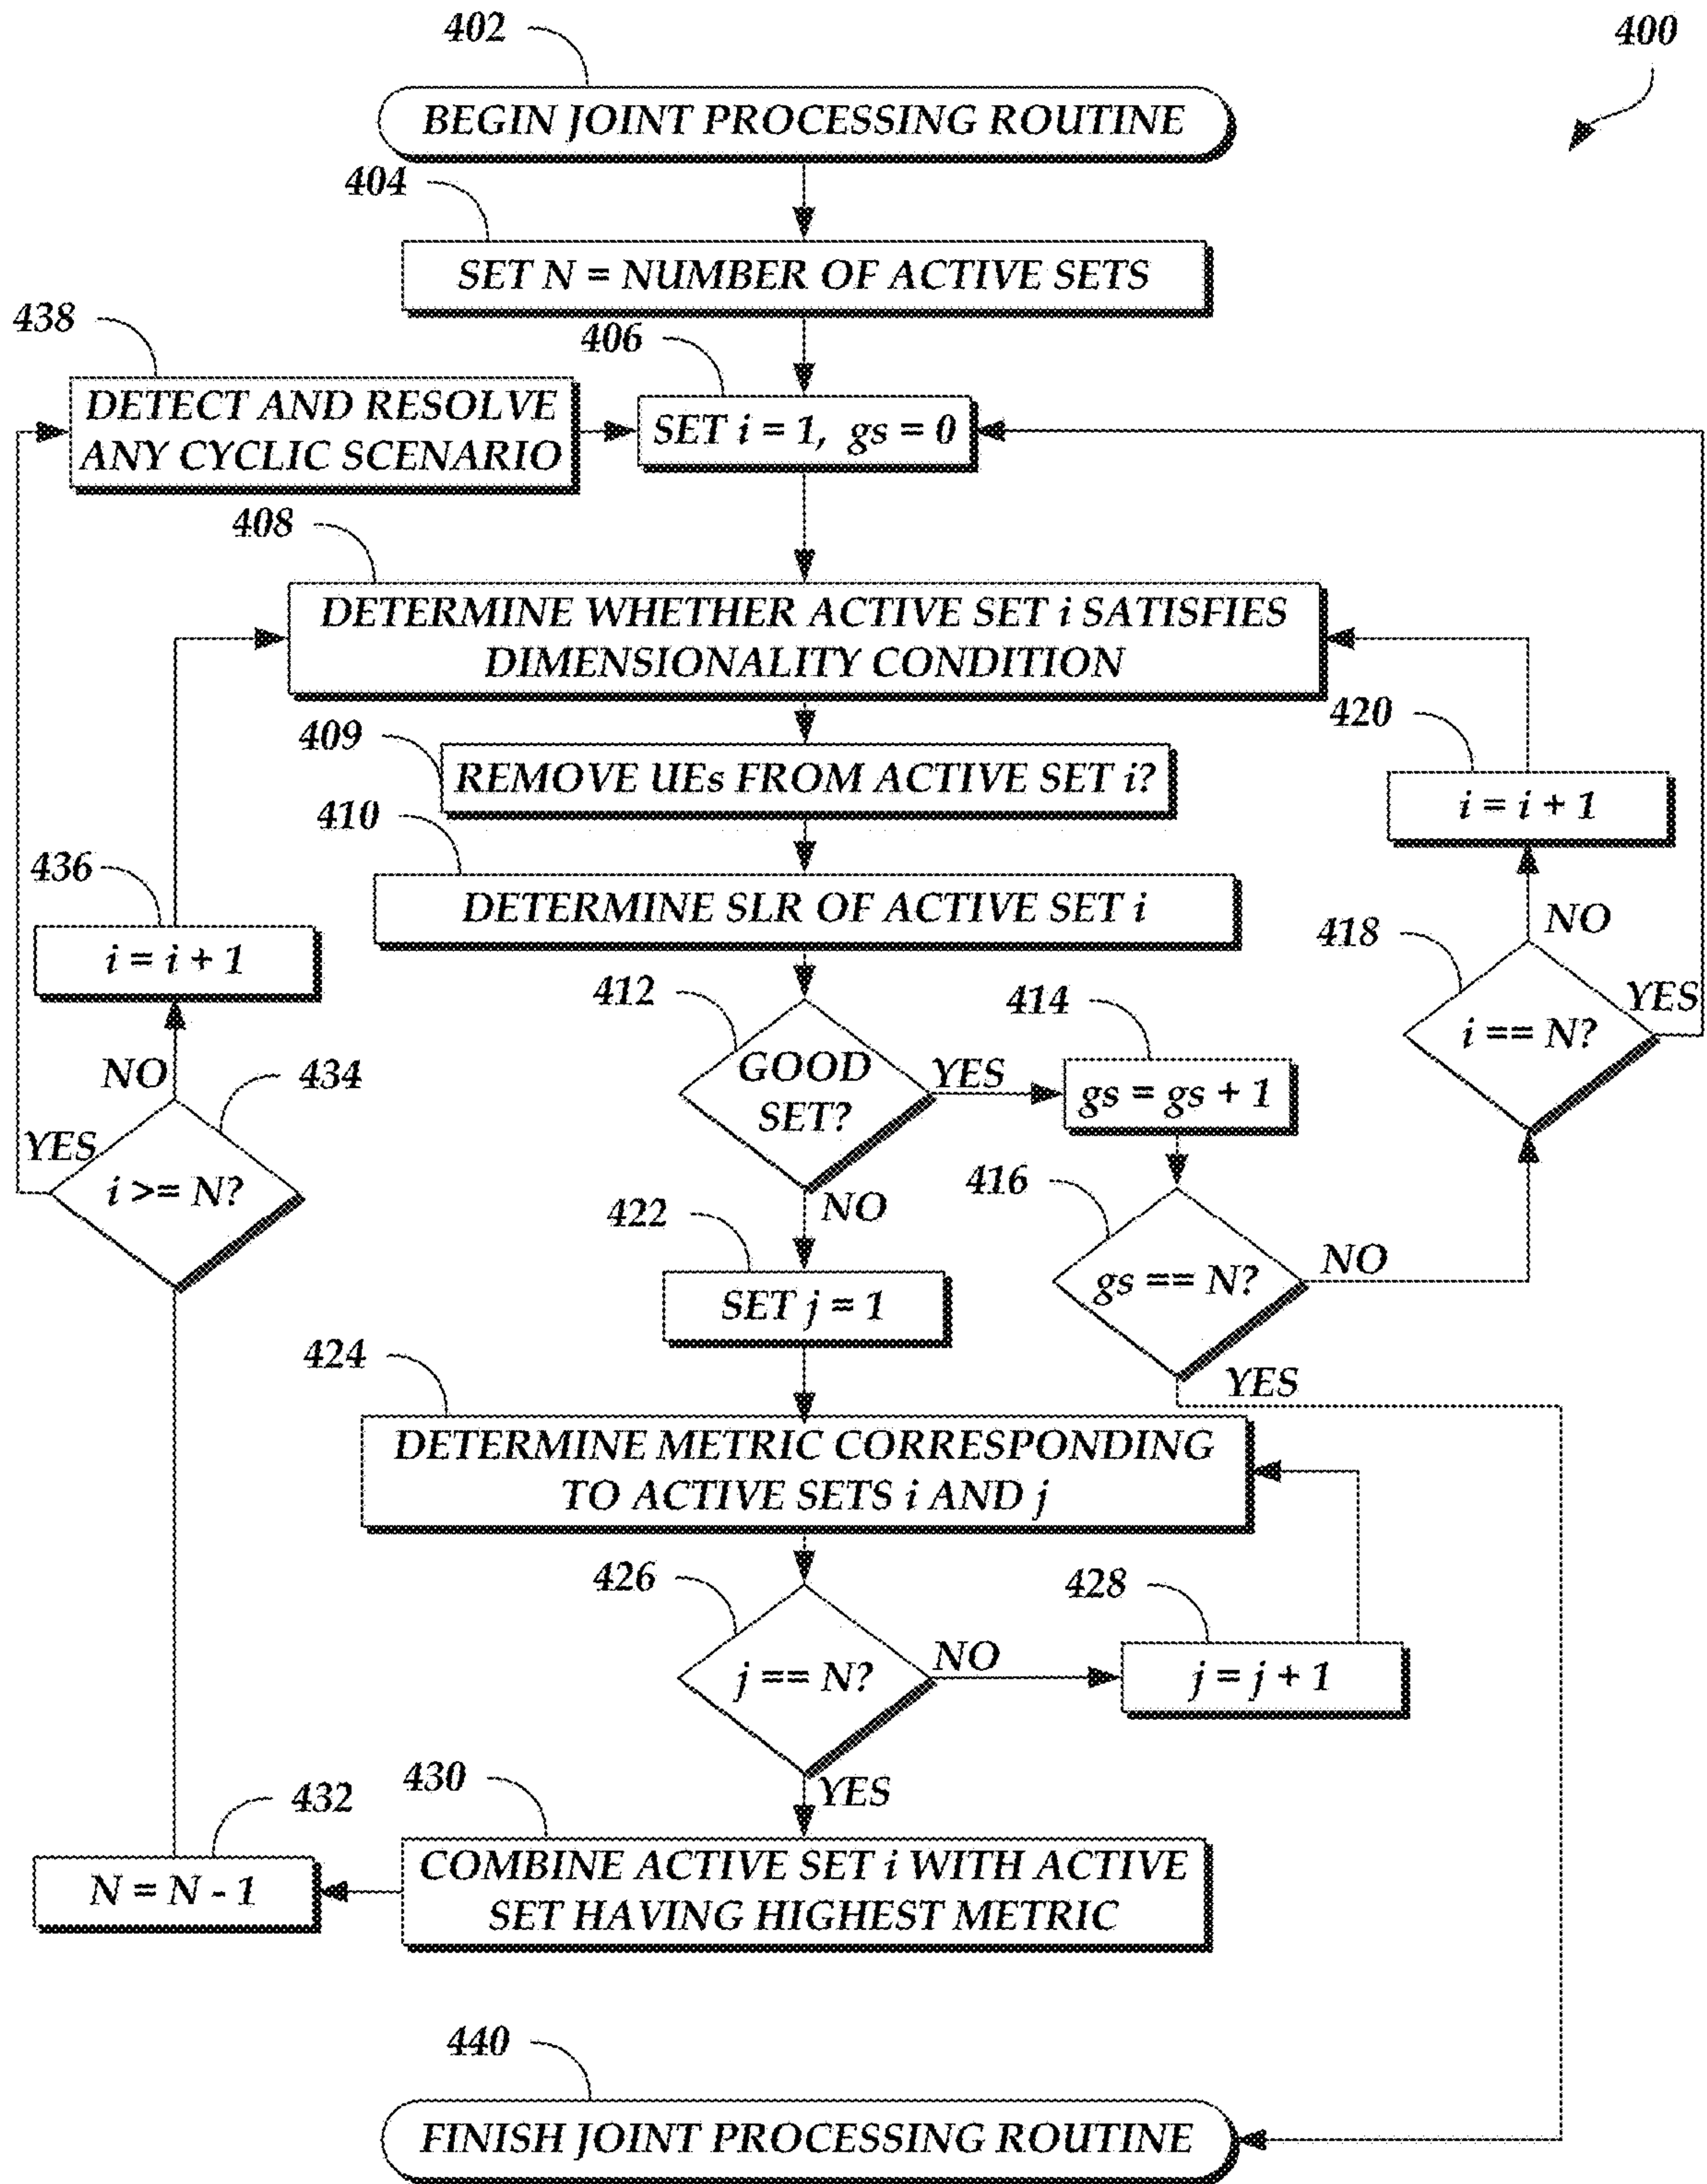 402
400
BEGIN JOINT PROCESSING ROUTINE
404
SET N = NUMBER OF ACTIVE SETS
438
406
DETECT AND RESOLVE
ANY CYCLIC SCENARIO
SET i = 1, gs = 0
408
DETERMINE WHETHER ACTIVE SET i SATISFIES
DIMENSIONALITY CONDITION
420
409
REMOVE UEs FROM ACTIVE SET i?
i = i + 1
410
436
DETERMINE SLR OF ACTIVE SET i
NO
418
i = i + 1
412
414
YES
i == N?
NO
434
GOOD
SET?
YES
gs = gs + 1
YES
i >= N?
416
NO
422
gs == N?
NO
SET j = 1
424
YES
DETERMINE METRIC CORRESPONDING
TO ACTIVE SETS i AND j
426
428
NO
j == N?
j = j + 1
430
YES
432
COMBINE ACTIVE SET i WITH ACTIVE
SET HAVING HIGHEST METRIC
N = N - 1
440
FINISH JOINT PROCESSING ROUTINE